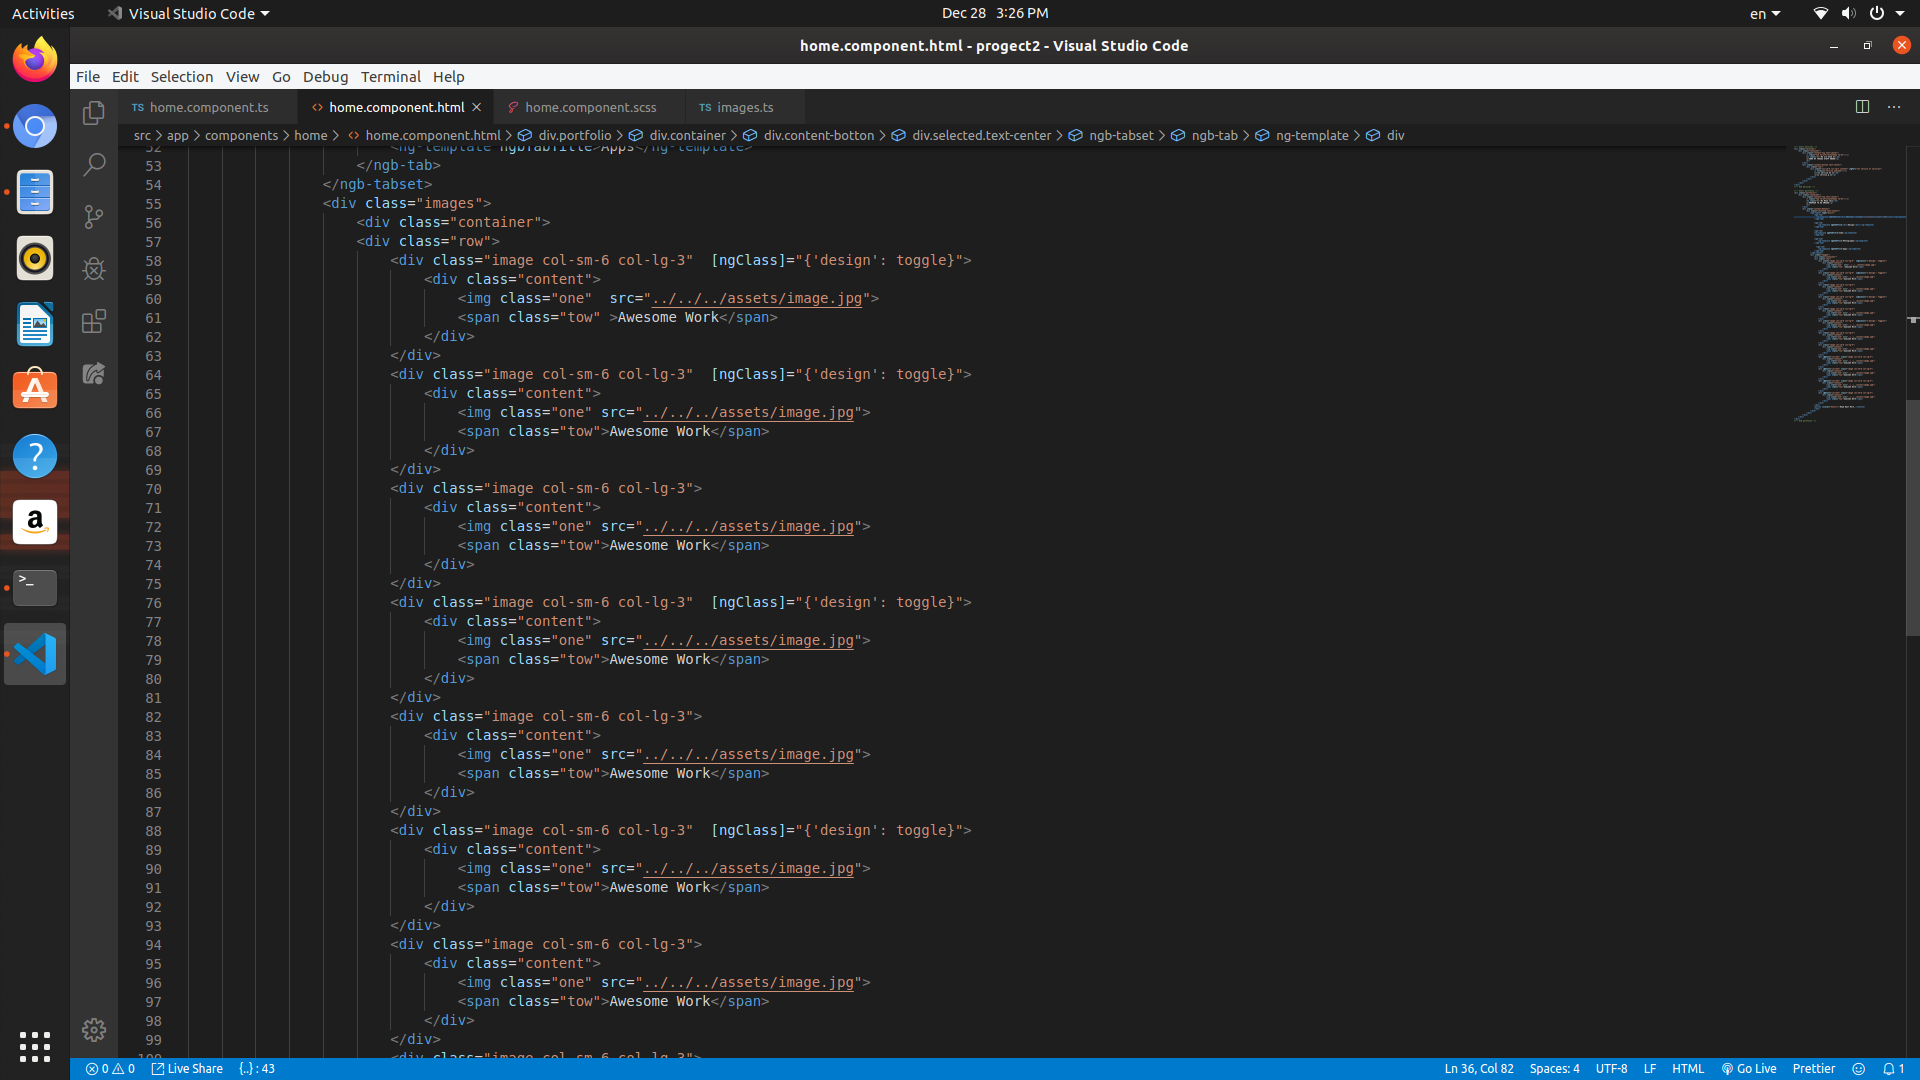 Activities Visual Studio Code Dec 28 3:26 PM en
home.component.html - progect2 - Visual Studio Code
File Edit Selection View Go Debug Terminal Help
TS home.component.ts <> home.component.html home.component.scss TS images.ts
src > app > components > home > <> home.component.html > div.portfolio > div.container > div.content-botton > div.selected.text-center > ngb-tabset > ngb-tab > ng-template > div
52 <ng-template ngbTabTitle>Apps</ng-template>
53 </ngb-tab>
54 </ngb-tabset>
55 <div class="images">
56 <div class="container">
57 <div class="row">
58 <div class="image col-sm-6 col-lg-3"  [ngClass]="{'design': toggle}">
59 <div class="content">
60 <img class="one"  src="../../../assets/image.jpg">
61 <span class="tow" >Awesome Work</span>
62 </div>
63 </div>
64 <div class="image col-sm-6 col-lg-3"  [ngClass]="{'design': toggle}">
65 <div class="content">
66 <img class="one" src="../../../assets/image.jpg">
67 <span class="tow">Awesome Work</span>
68 </div>
69 </div>
70 <div class="image col-sm-6 col-lg-3">
71 <div class="content">
72 <img class="one" src="../../../assets/image.jpg">
73 <span class="tow">Awesome Work</span>
74 </div>
75 </div>
76 <div class="image col-sm-6 col-lg-3"  [ngClass]="{'design': toggle}">
77 <div class="content">
78 <img class="one" src="../../../assets/image.jpg">
79 <span class="tow">Awesome Work</span>
80 </div>
81 </div>
82 <div class="image col-sm-6 col-lg-3">
83 <div class="content">
84 <img class="one" src="../../../assets/image.jpg">
85 <span class="tow">Awesome Work</span>
86 </div>
87 </div>
88 <div class="image col-sm-6 col-lg-3"  [ngClass]="{'design': toggle}">
89 <div class="content">
90 <img class="one" src="../../../assets/image.jpg">
91 <span class="tow">Awesome Work</span>
92 </div>
93 </div>
94 <div class="image col-sm-6 col-lg-3">
95 <div class="content">
96 <img class="one" src="../../../assets/image.jpg">
97 <span class="tow">Awesome Work</span>
98 </div>
99 </div>
100 <div class="image col-sm-6 col-lg-3">
0 0 Live Share {..} : 43 Ln 36, Col 82 Spaces: 4 UTF-8 LF HTML Go Live Prettier 1